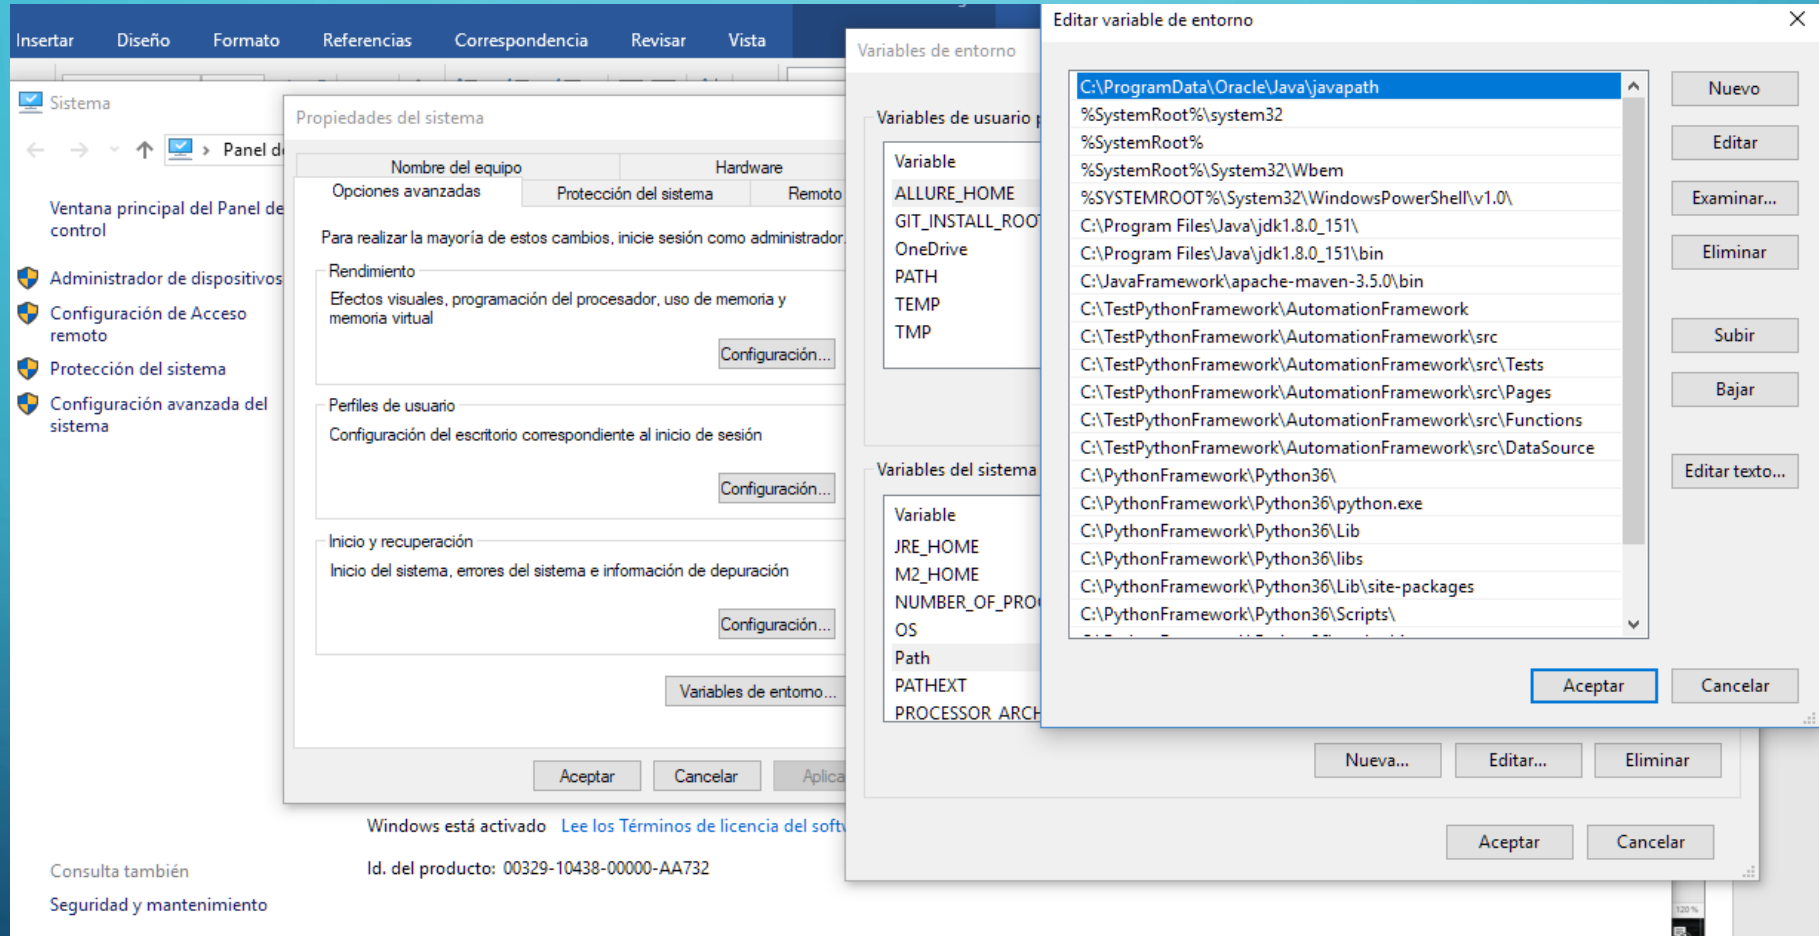 Insertar Diseño Formato Referencias Correspondencia Revisar Vista
Sistema
Panel de
Ventana principal del Panel de
control
Administrador de dispositivos
Configuración de Acceso
remoto
Protección del sistema
Configuración avanzada del
sistema
Consulta también
Seguridad y mantenimiento
Propiedades del sistema
Nombre del equipo Hardware
Opciones avanzadas Protección del sistema Remoto
Para realizar la mayoría de estos cambios, inicie sesión como administrador.
Rendimiento
Efectos visuales, programación del procesador, uso de memoria y
memoria virtual
Configuración...
Perfiles de usuario
Configuración del escritorio correspondiente al inicio de sesión
Configuración...
Inicio y recuperación
Inicio del sistema, errores del sistema e información de depuración
Configuración...
Variables de entorno...
Aceptar Cancelar Aplica
Windows está activado Lee los Términos de licencia del softw
Id. del producto: 00329-10438-00000-AA732
Variables de entorno
Variables de usuario p
Variable
ALLURE_HOME
GIT_INSTALL_ROOT
OneDrive
PATH
TEMP
TMP
Variables del sistema
Variable
JRE_HOME
M2_HOME
NUMBER_OF_PRO
OS
Path
PATHEXT
PROCESSOR_ARCH
Nueva... Editar... Eliminar
Aceptar Cancelar
Editar variable de entorno
C:\ProgramData\Oracle\Java\javapath
%SystemRoot%\system32
%SystemRoot%
%SystemRoot%\System32\Wbem
%SYSTEMROOT%\System32\WindowsPowerShell\v1.0\
C:\Program Files\Java\jdk1.8.0_151\
C:\Program Files\Java\jdk1.8.0_151\bin
C:\JavaFramework\apache-maven-3.5.0\bin
C:\TestPythonFramework\AutomationFramework
C:\TestPythonFramework\AutomationFramework\src
C:\TestPythonFramework\AutomationFramework\src\Tests
C:\TestPythonFramework\AutomationFramework\src\Pages
C:\TestPythonFramework\AutomationFramework\src\Functions
C:\TestPythonFramework\AutomationFramework\src\DataSource
C:\PythonFramework\Python36\
C:\PythonFramework\Python36\python.exe
C:\PythonFramework\Python36\Lib
C:\PythonFramework\Python36\libs
C:\PythonFramework\Python36\Lib\site-packages
C:\PythonFramework\Python36\Scripts\
Nuevo
Editar
Examinar...
Eliminar
Subir
Bajar
Editar texto...
Aceptar Cancelar
120 %